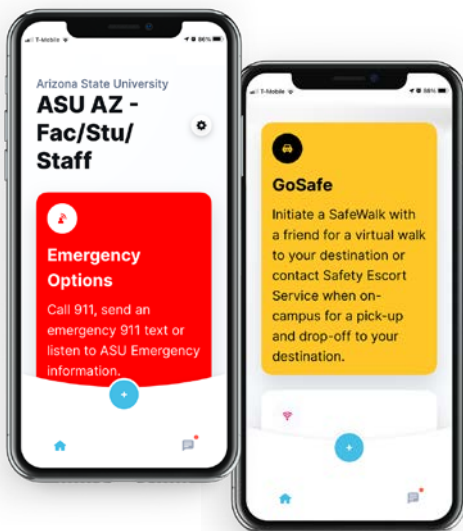 T-Mobile
86%
Arizona State University
ASU AZ -
Fac/Stu/
Staff
Emergency
Options
Call 911, send an
emergency 911 text or
listen to ASU Emergency
information.
T-Mobile
GoSafe
Initiate a SafeWalk with
a friend for a virtual walk
to your destination or
contact Safety Escort
Service when on-
campus for a pick-up
and drop-off to your
destination.